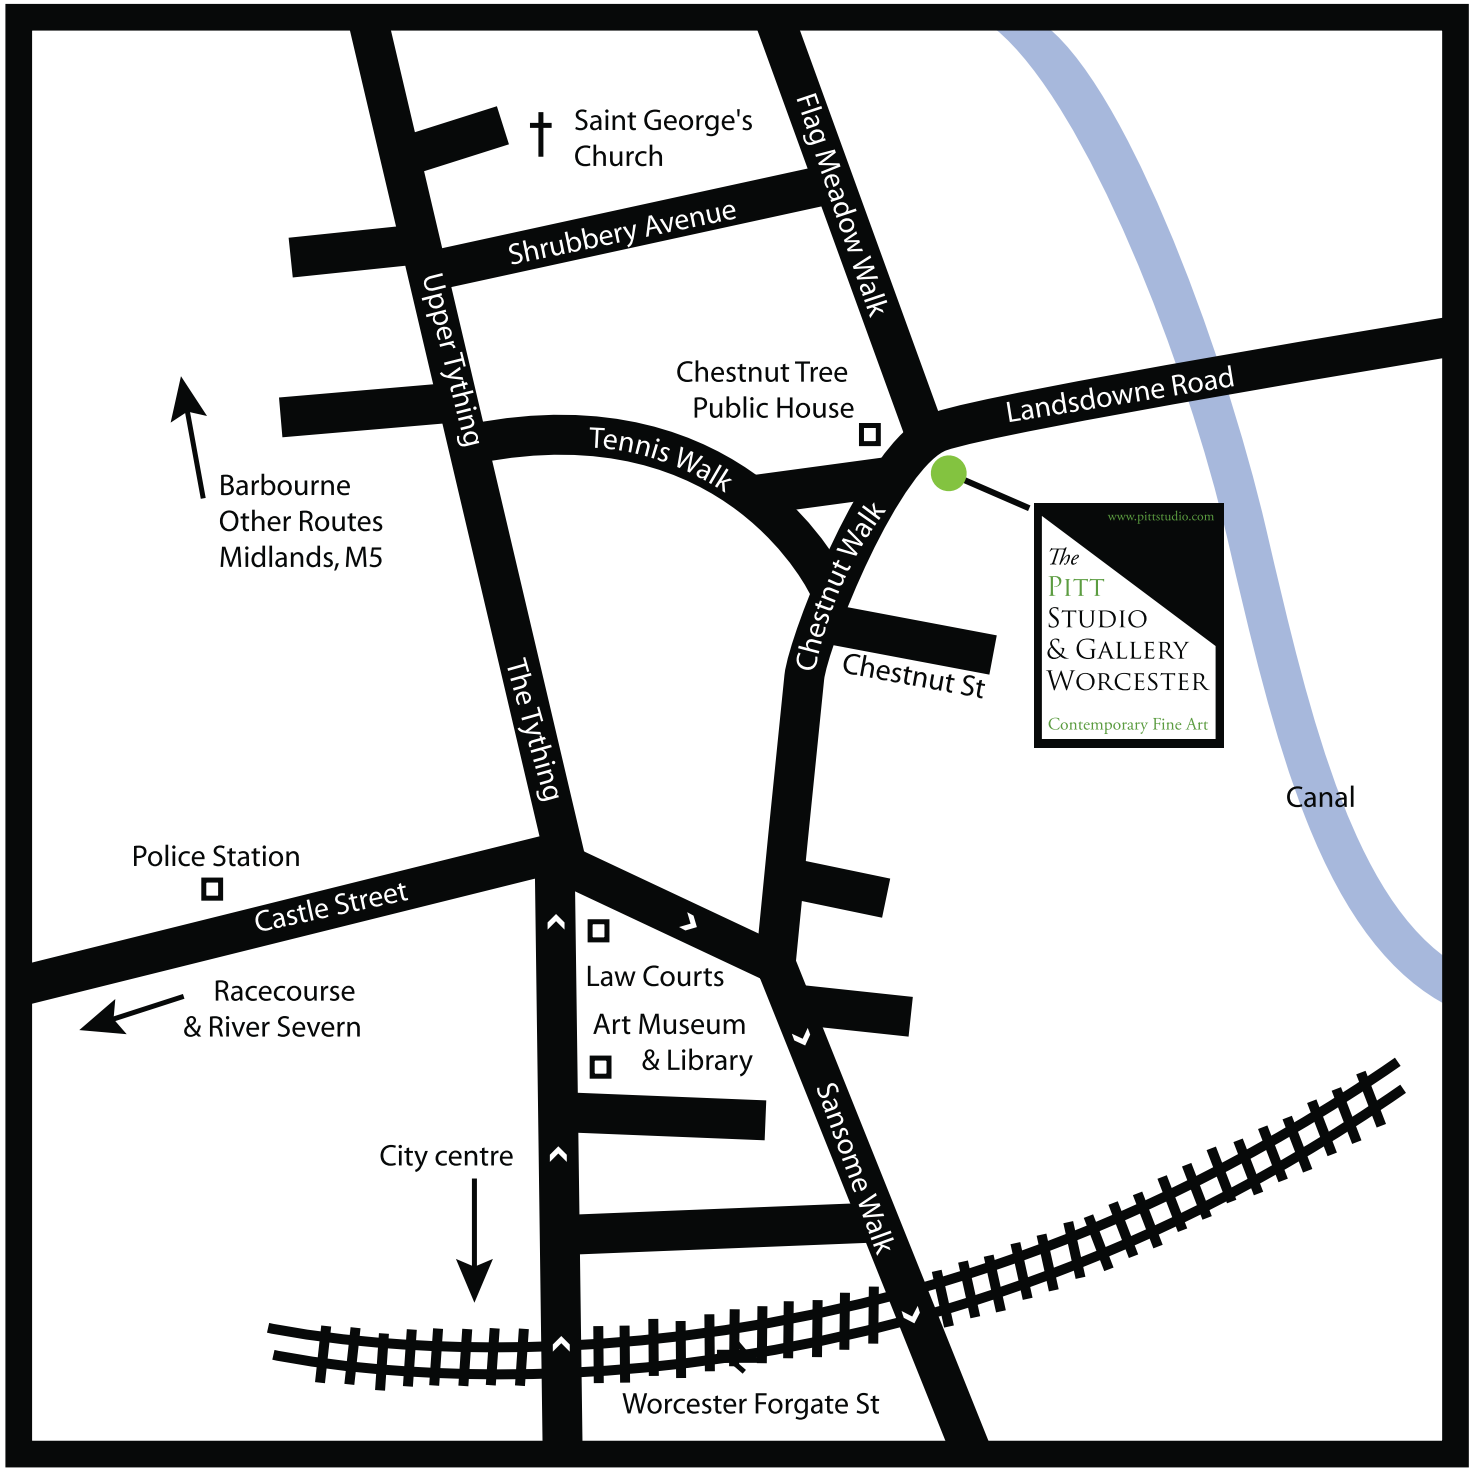 Saint George's
Church
Flag Meadow Walk
Shrubbery Avenue
Upper Tything
Chestnut Tree
Public House
Landsdowne Road
Tennis Walk
Barbourne
Other Routes
Midlands, M5
Chestnut Walk
www.pittstudio.com
The
PITT
STUDIO
& GALLERY
WORCESTER
Contemporary Fine Art
Chestnut St
The Tything
Canal
Police Station
Castle Street
Law Courts
Racecourse
& River Severn
Art Museum
& Library
Sansome Walk
City centre
Worcester Forgate St